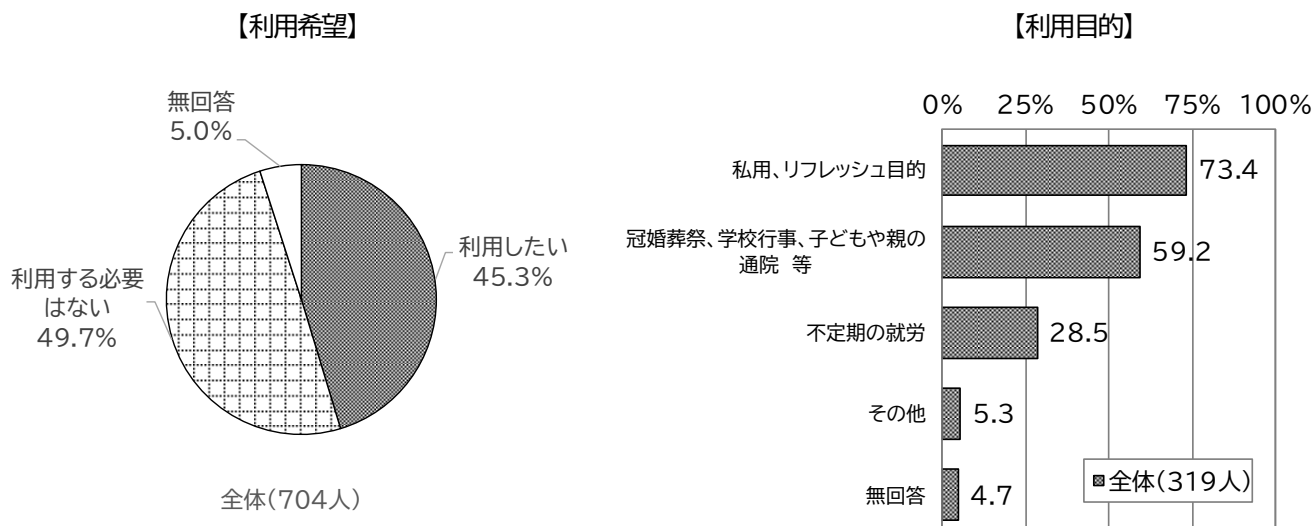 【利用希望】
無回答
5.0%
利用したい
45.3%
利用する必要
はない
49.7%
全体(704人)
【利用目的】
0% 25% 50% 75% 100%
私用、リフレッシュ目的 73.4
冠婚葬祭、学校行事、子どもや親の
通院 等 59.2
不定期の就労 28.5
その他 5.3
無回答 4.7
全体(319人)